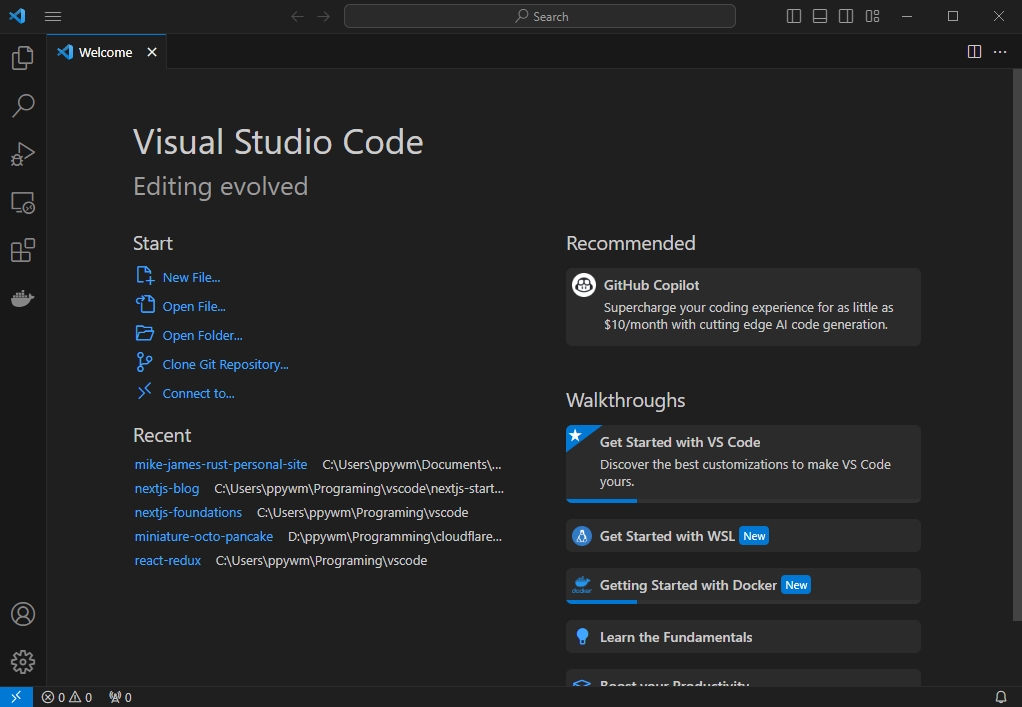 Search
Welcome
Visual Studio Code
Editing evolved
Start
New File...
Open File...
Open Folder...
Clone Git Repository...
Connect to...
Recent
mike-james-rust-personal-site C:\Users\ppywm\Documents\...
nextjs-blog C:\Users\ppywm\Programing\vscode\nextjs-start...
nextjs-foundations C:\Users\ppywm\Programing\vscode
miniature-octo-pancake D:\ppywm\Programming\cloudflare...
react-redux C:\Users\ppywm\Programing\vscode
Recommended
GitHub Copilot
Supercharge your coding experience for as little as
$10/month with cutting edge AI code generation.
Walkthroughs
Get Started with VS Code
Discover the best customizations to make VS Code
yours.
Get Started with WSL New
docker
Getting Started with Docker New
Learn the Fundamentals
Boost your Productivity
0 0 0